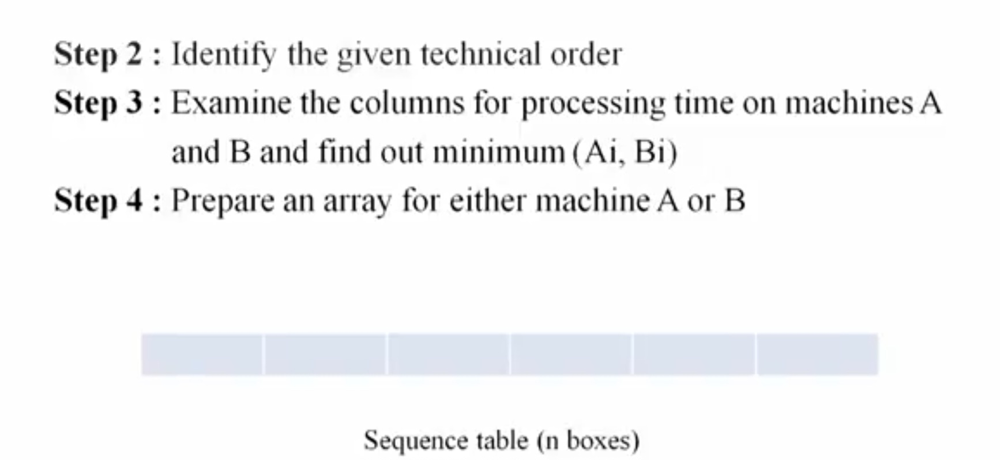 Step 2 : Identify the given technical order
Step 3 : Examine the columns for processing time on machines A
and B and find out minimum (Ai, Bi)
Step 4 : Prepare an array for either machine A or B
Sequence table (n boxes)